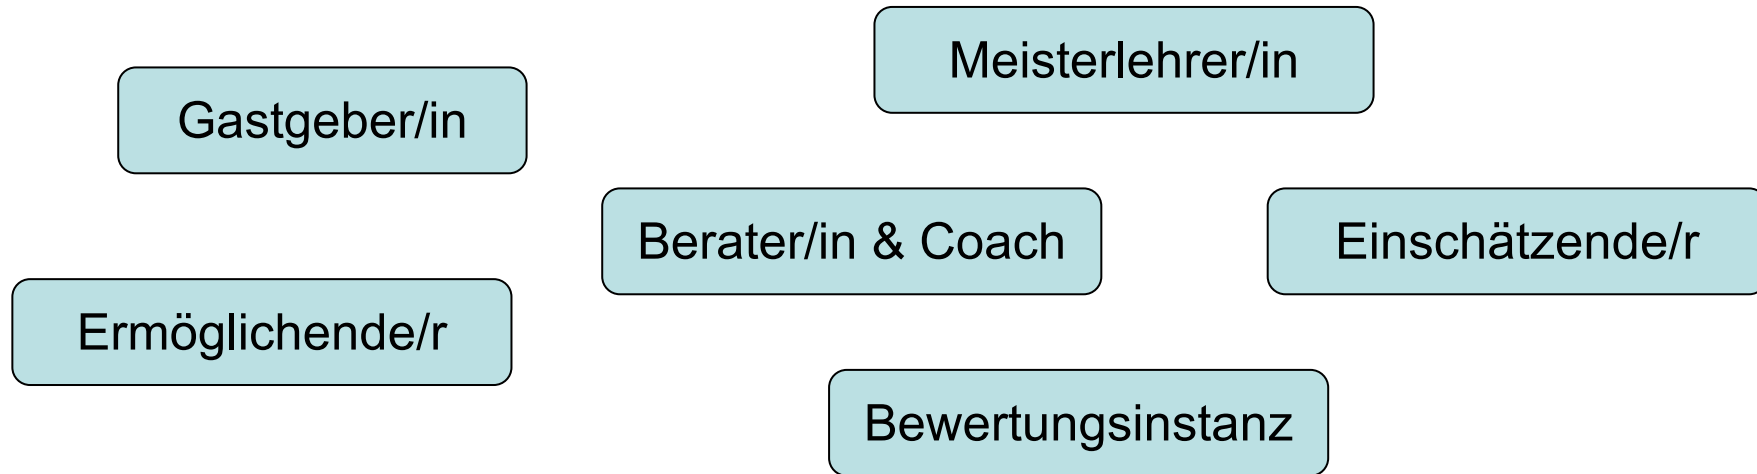 Meisterlehrer/in
Gastgeber/in
Berater/in & Coach
Einschätzende/r
Ermöglichende/r
Bewertungsinstanz